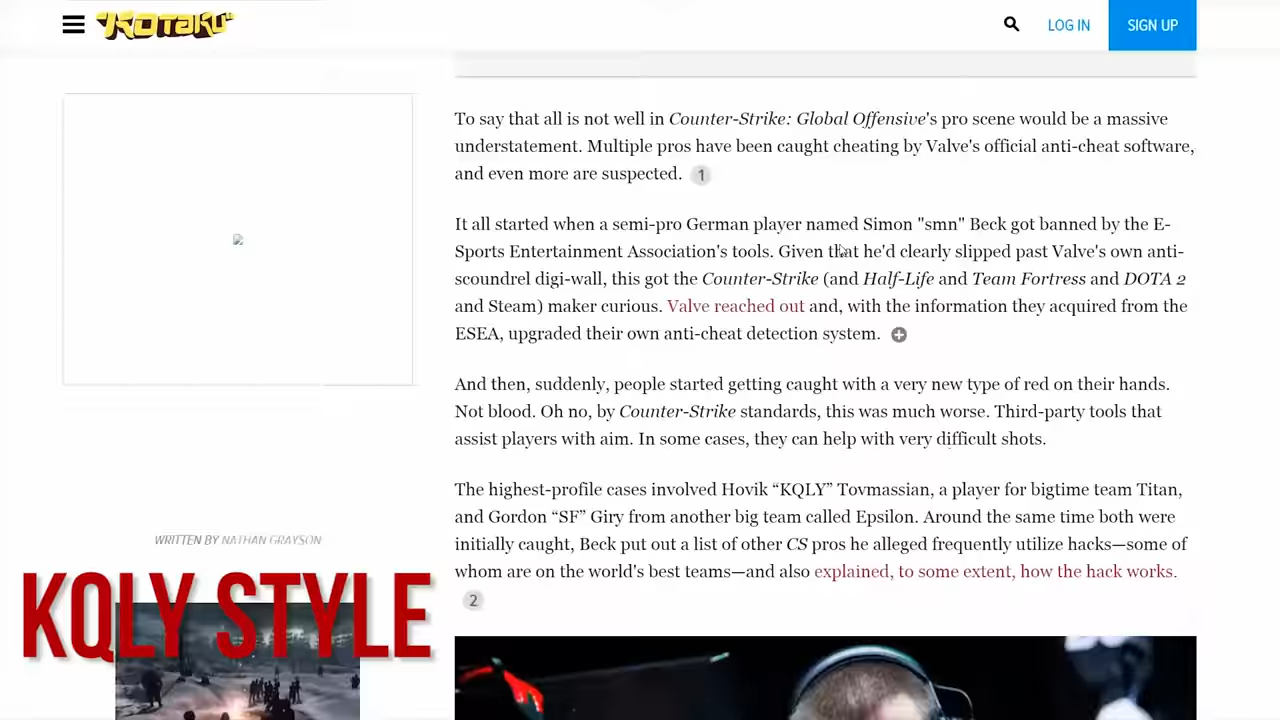 KOTAKU
LOG IN
SIGN UP
To say that all is not well in Counter-Strike: Global Offensive's pro scene would be a massive
understatement. Multiple pros have been caught cheating by Valve's official anti-cheat software,
and even more are suspected. 1
It all started when a semi-pro German player named Simon "smn" Beck got banned by the E-
Sports Entertainment Association's tools. Given that he'd clearly slipped past Valve's own anti-
scoundrel digi-wall, this got the Counter-Strike (and Half-Life and Team Fortress and DOTA 2
and Steam) maker curious. Valve reached out and, with the information they acquired from the
ESEA, upgraded their own anti-cheat detection system.
And then, suddenly, people started getting caught with a very new type of red on their hands.
Not blood. Oh no, by Counter-Strike standards, this was much worse. Third-party tools that
assist players with aim. In some cases, they can help with very difficult shots.
The highest-profile cases involved Hovik “KQLY” Tovmassian, a player for bigtime team Titan,
and Gordon “SF” Giry from another big team called Epsilon. Around the same time both were
initially caught, Beck put out a list of other CS pros he alleged frequently utilize hacks—some of
whom are on the world's best teams—and also explained, to some extent, how the hack works.
2
WRITTEN BY NATHAN GRAYSON
KQLY STYLE